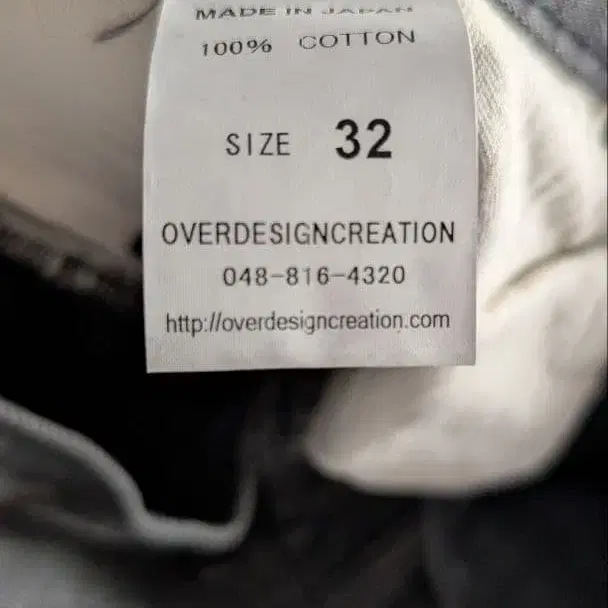 MADE IN JAPAN
100% COTTON
SIZE 32
OVERDESIGNCREATION
048-816-4320
http://overdesigncreation.com